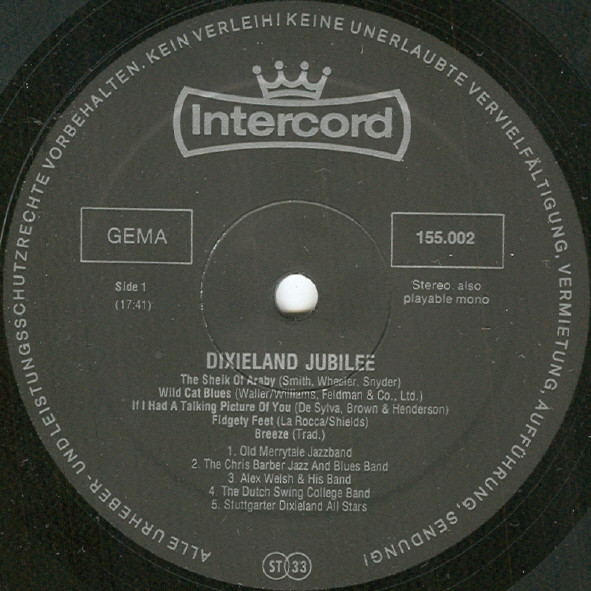 ALLE URHEBER- UND LEISTUNGSSCHUTZRECHTE VORBEHALTEN. KEIN VERLEIH! KEINE UNERLAUBTE VERVIELFÄLTIGUNG, VERMIETUNG, AUFFÜHRUNG, SENDUNG!
Intercord
GEMA
155.002
Side 1
(17:41)
Stereo, also
playable mono
DIXIELAND JUBILEE
The Sheik Of Araby (Smith, Wheeler, Snyder)
Wild Cat Blues (Waller/Williams, Feldman & Co., Ltd.)
If I Had A Talking Picture Of You (De Sylva, Brown & Henderson)
Fidgety Feet (La Rocca/Shields)
Breeze (Trad.)
1. Old Merrytale Jazzband
2. The Chris Barber Jazz And Blues Band
3. Alex Welsh & His Band
4. The Dutch Swing College Band
5. Stuttgarter Dixieland All Stars
ST 33